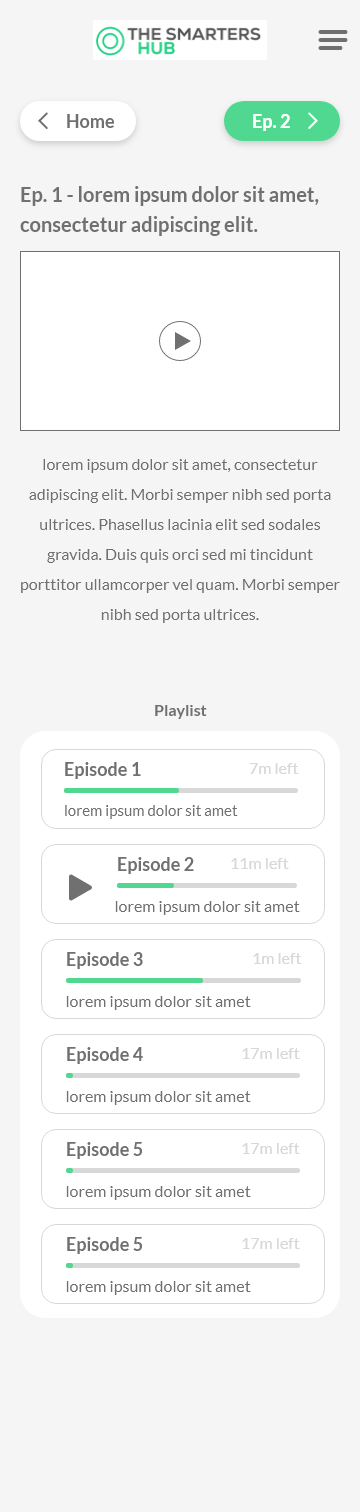 THE SMARTERS
HUB
Home
Ep. 2
Ep. 1 - lorem ipsum dolor sit amet,
consectetur adipiscing elit.
lorem ipsum dolor sit amet, consectetur
adipiscing elit. Morbi semper nibh sed porta
ultrices. Phasellus lacinia elit sed sodales
gravida. Duis quis orci sed mi tincidunt
porttitor ullamcorper vel quam. Morbi semper
nibh sed porta ultrices.
Playlist
Episode 1 7m left
lorem ipsum dolor sit amet
Episode 2 11m left
lorem ipsum dolor sit amet
Episode 3 1m left
lorem ipsum dolor sit amet
Episode 4 17m left
lorem ipsum dolor sit amet
Episode 5 17m left
lorem ipsum dolor sit amet
Episode 5 17m left
lorem ipsum dolor sit amet